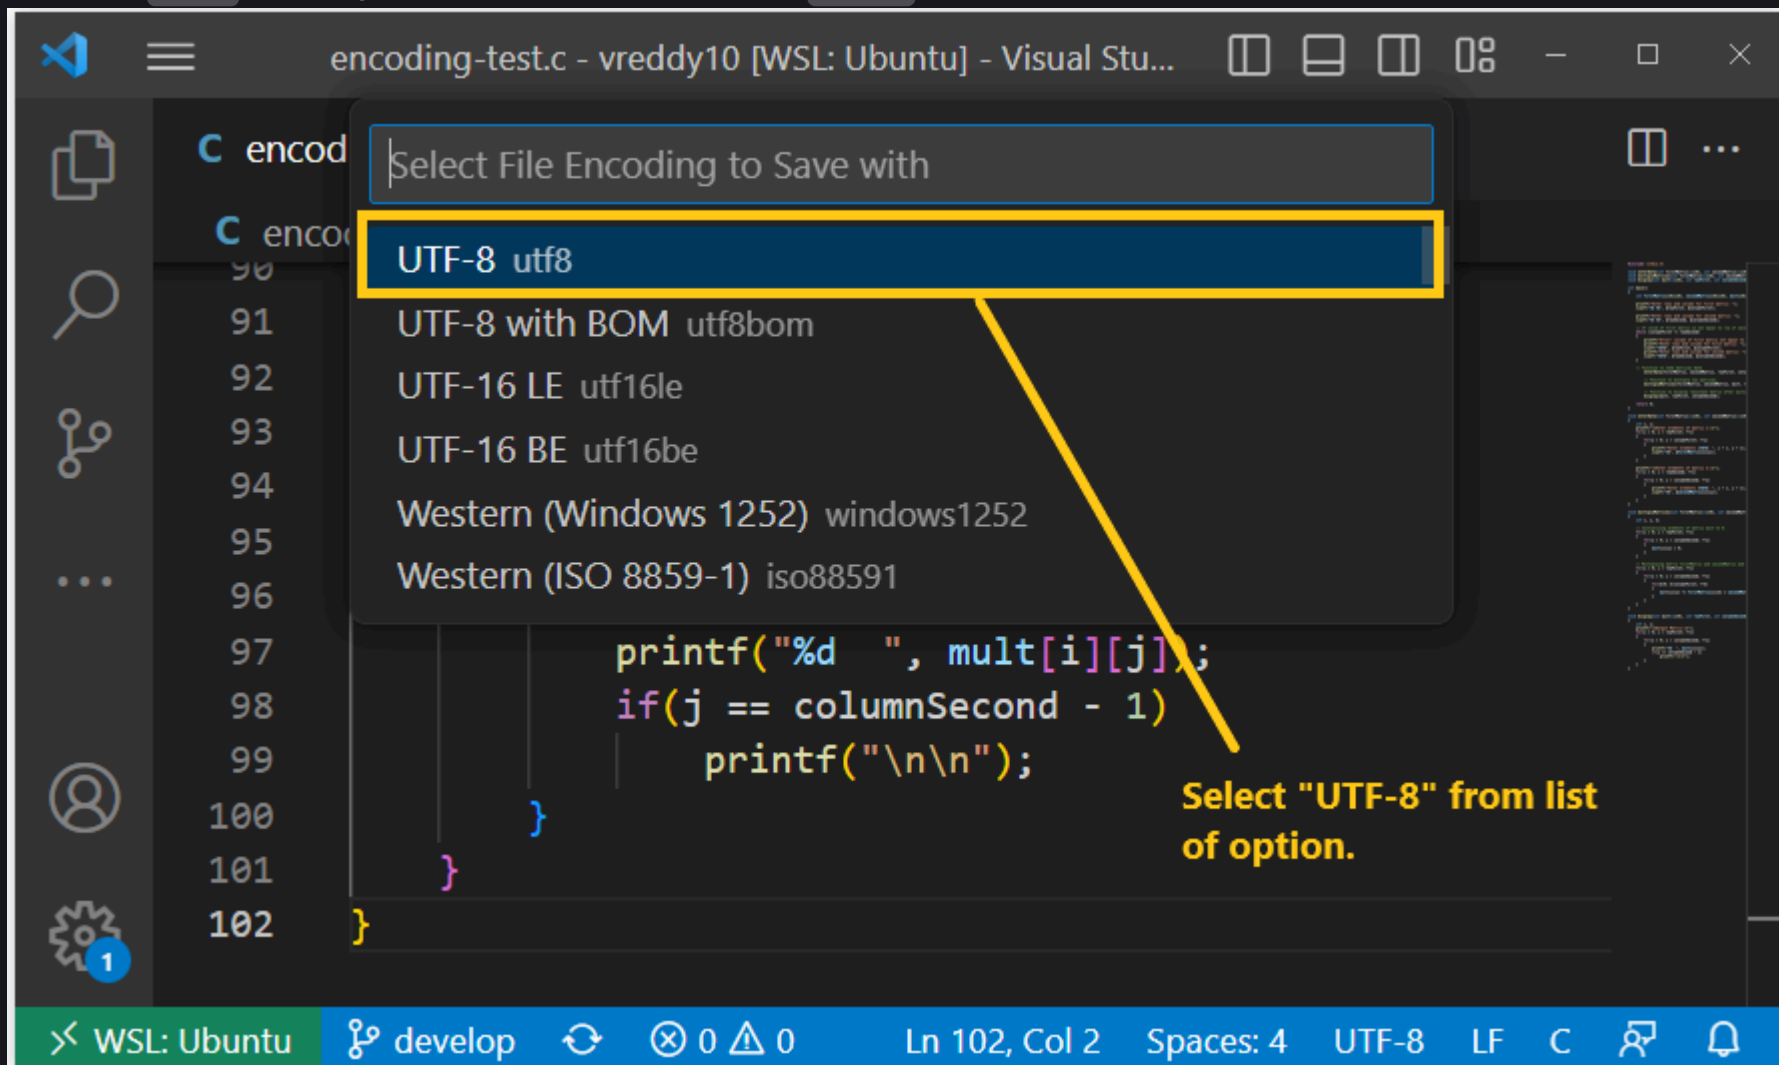 encoding-test.c - vreddy10 [WSL: Ubuntu] - Visual Stu...
C encod
Select File Encoding to Save with
C enco
UTF-8 utf8
UTF-8 with BOM utf8bom
UTF-16 LE utf16le
UTF-16 BE utf16be
Western (Windows 1252) windows1252
Western (ISO 8859-1) iso88591
90
91
92
93
94
95
96
97 printf("%d  ", mult[i][j]);
98 if(j == columnSecond - 1)
99 printf("\n\n");
100 }
101 }
102 }
Select "UTF-8" from list
of option.
1
WSL: Ubuntu develop 0 0 Ln 102, Col 2 Spaces: 4 UTF-8 LF C